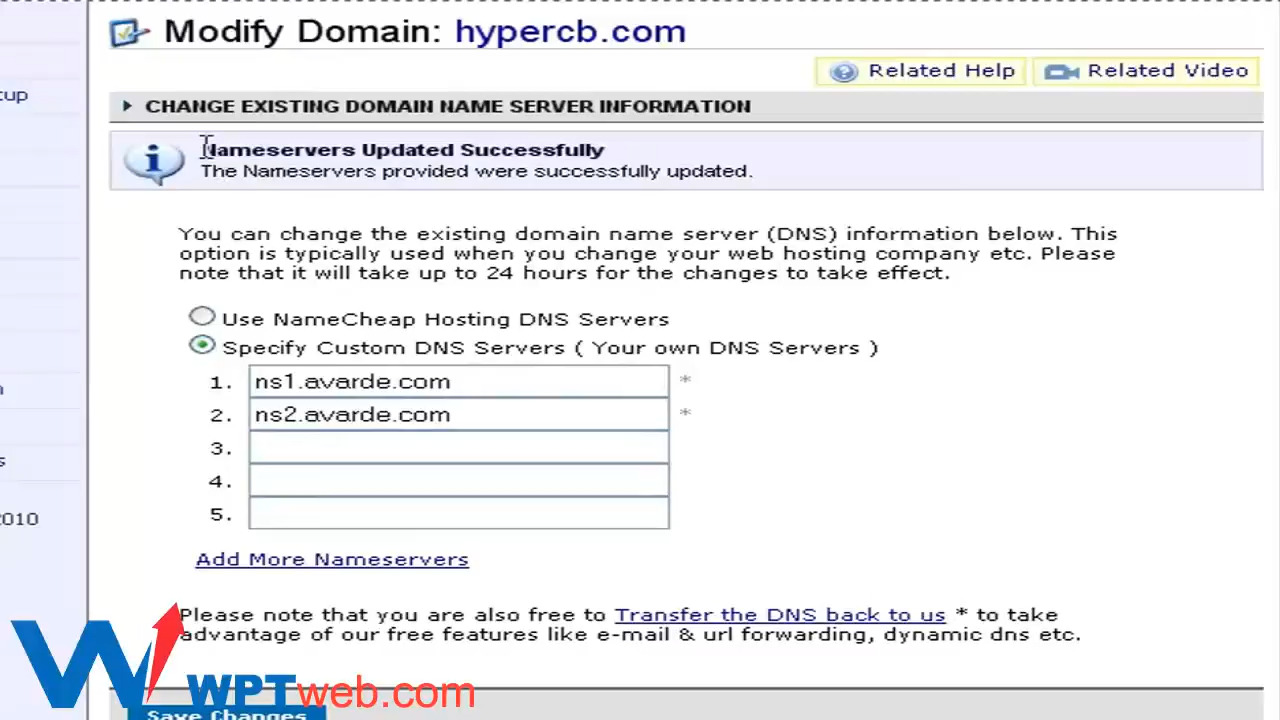 Modify Domain: hypercb.com
Related Help
Related Video
CHANGE EXISTING DOMAIN NAME SERVER INFORMATION
Nameservers Updated Successfully
The Nameservers provided were successfully updated.
You can change the existing domain name server (DNS) information below. This
option is typically used when you change your web hosting company etc. Please
note that it will take up to 24 hours for the changes to take effect.
Use NameCheap Hosting DNS Servers
Specify Custom DNS Servers ( Your own DNS Servers )
1. ns1.avarde.com *
2. ns2.avarde.com *
3.
4.
5.
2010
Add More Nameservers
Please note that you are also free to Transfer the DNS back to us * to take
advantage of our free features like e-mail & url forwarding, dynamic dns etc.
WPTweb.com
Save Changes